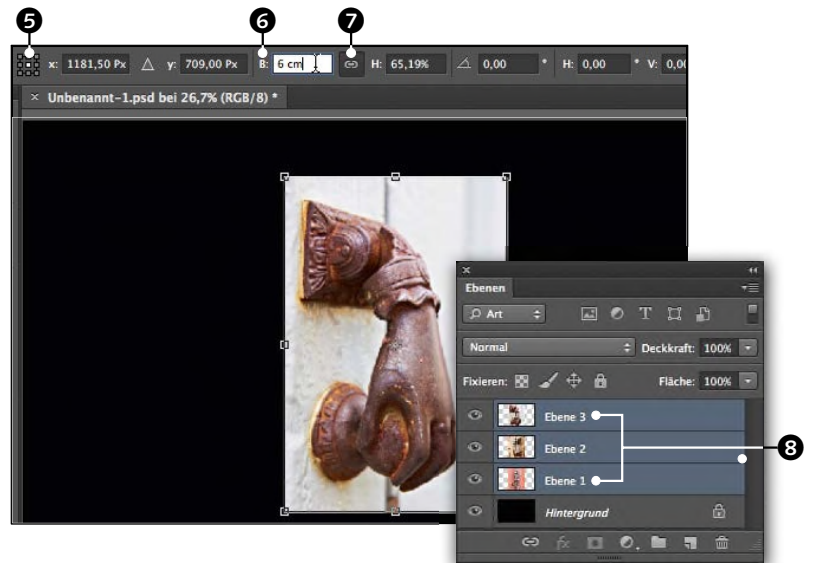 5 6 7
x: 1181,50 Px △ y: 709,00 Px B: 6 cm H: 65,19% 0,00 ° H: 0,00 ° V: 0,00
× Unbenannt-1.psd bei 26,7% (RGB/8) *
Ebenen
Art
Normal Deckkraft: 100%
Fixieren: Fläche: 100%
Ebene 3
Ebene 2 8
Ebene 1
Hintergrund
fx